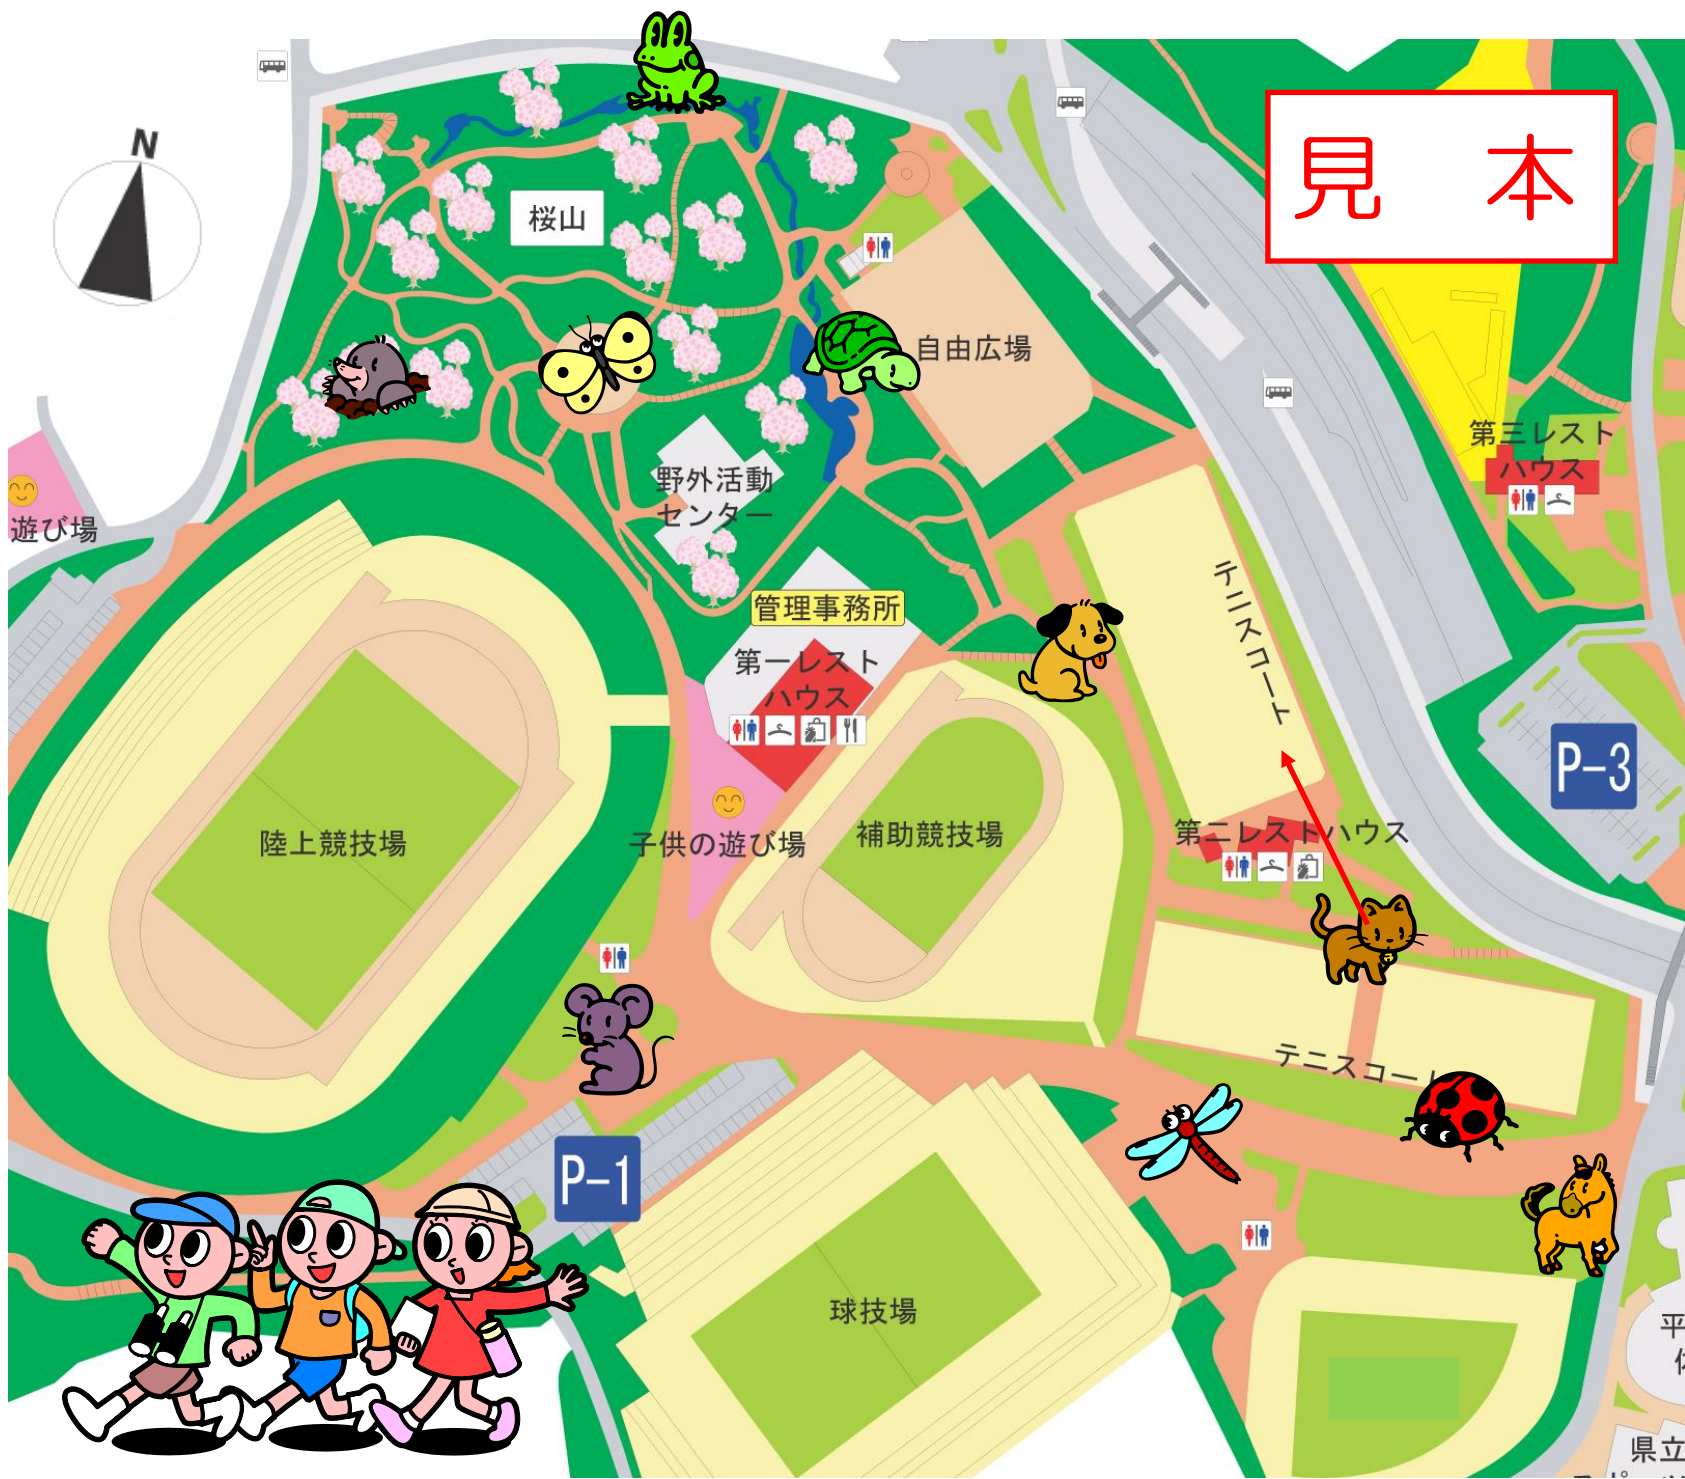 N
見 本
桜山
自由広場
第三レスト
ハウス
野外活動
センター
遊び場
テニスコート
管理事務所
第一レスト
ハウス
P-3
陸上競技場
子供の遊び場
補助競技場
第二レストハウス
テニスコート
P-1
球技場
平
県立